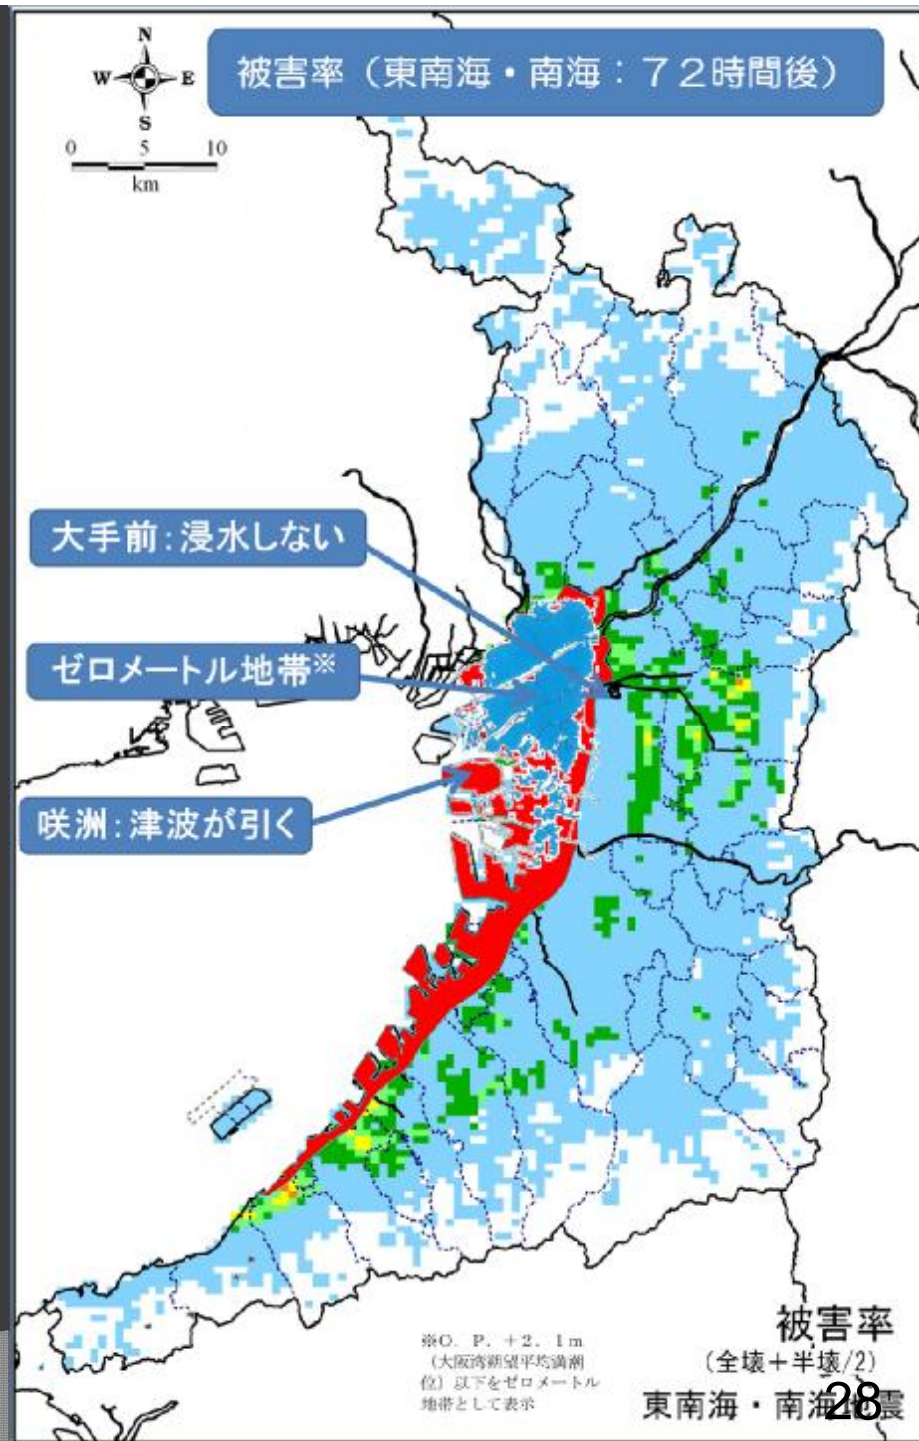 N
W E
S
0 5 10
km
被害率（東南海・南海：７２時間後）
大手前：浸水しない
ゼロメートル地帯※
咲洲：津波が引く
※O．P．＋2．1m
（大阪湾朔望平均満潮
位）以下をゼロメートル
地帯として表示
被害率
（全壊＋半壊/2）
東南海・南海地震
28